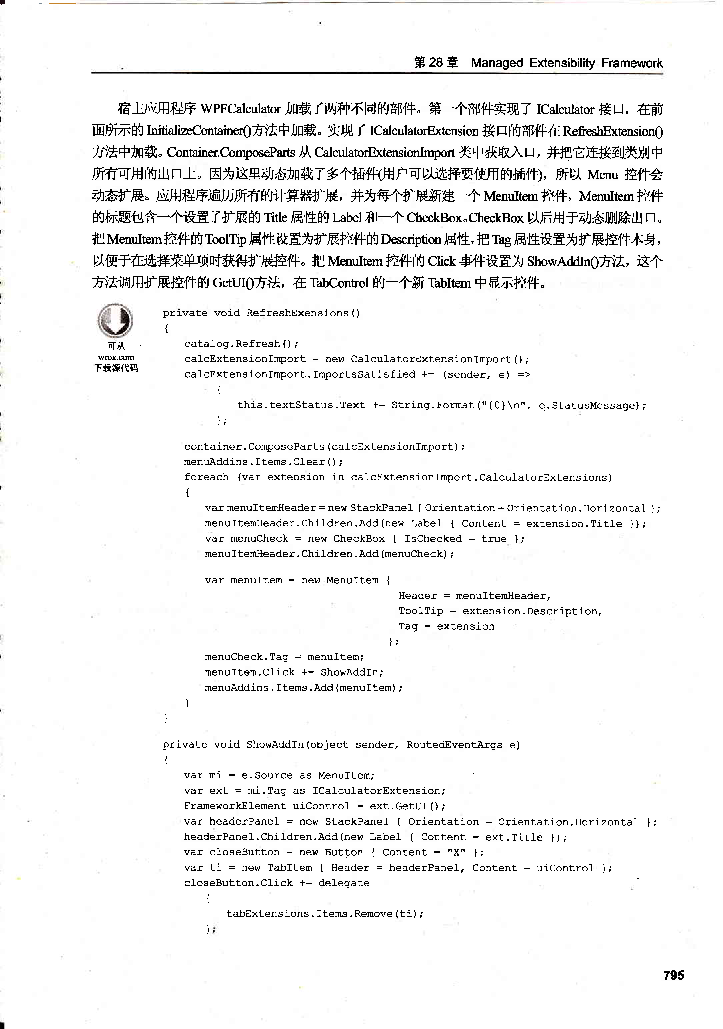 第 28 章 Managed Extensibility Framework
宿主应用程序 WPFCalculator 加载了两种不同的部件。第一个部件实现了 ICalculator 接口，在前
面所示的 InitializeContainer()方法中加载。实现了 ICalculatorExtension 接口的部件在 RefreshExtension()
方法中加载。Container.ComposeParts 从 CalculatorExtensionImport 类中获取入口，并把它连接到类别中
所有可用的出口上。因为这里动态加载了多个插件(用户可以选择要使用的插件)，所以 Menu 控件会
动态扩展。应用程序遍历所有的计算器扩展，并为每个扩展新建一个 MenuItem 控件，MenuItem 控件
的标题包含一个设置了扩展的 Title 属性的 Label 和一个 CheckBox。CheckBox 以后用于动态删除出口。
把 MenuItem 控件的 ToolTip 属性设置为扩展控件的 Description 属性，把 Tag 属性设置为扩展控件本身，
以便于在选择菜单项时获得扩展控件。把 MenuItem 控件的 Click 事件设置为 ShowAddIn()方法，这个
方法调用扩展控件的 GetUI()方法，在 TabControl 的一个新 TabItem 中显示控件。
可从
wrox.com
下载源代码
private void RefreshExensions()
{
catalog.Refresh();
calcExtensionImport = new CalculatorExtensionImport();
calcExtensionImport.ImportsSatisfied += (sender, e) =>
{
this.textStatus.Text += String.Format("{0}\n", e.StatusMessage);
};
container.ComposeParts(calcExtensionImport);
menuAddins.Items.Clear();
foreach (var extension in calcExtensionImport.CalculatorExtensions)
{
var menuItemHeader = new StackPanel { Orientation = Orientation.Horizontal };
menuItemHeader.Children.Add(new Label { Content = extension.Title });
var menuCheck = new CheckBox { IsChecked = true };
menuItemHeader.Children.Add(menuCheck);
var menuItem = new MenuItem {
Header = menuItemHeader,
ToolTip = extension.Description,
Tag = extension
};
menuCheck.Tag = menuItem;
menuItem.Click += ShowAddIn;
menuAddins.Items.Add(menuItem);
}
}
private void ShowAddIn(object sender, RoutedEventArgs e)
{
var mi = e.Source as MenuItem;
var ext = mi.Tag as ICalculatorExtension;
FrameworkElement uiControl = ext.GetUI();
var headerPanel = new StackPanel { Orientation = Orientation.Horizontal };
headerPanel.Children.Add(new Label { Content = ext.Title });
var closeButton = new Button { Content = "X" };
var ti = new TabItem { Header = headerPanel, Content = uiControl };
closeButton.Click += delegate
{
tabExtensions.Items.Remove(ti);
};
795